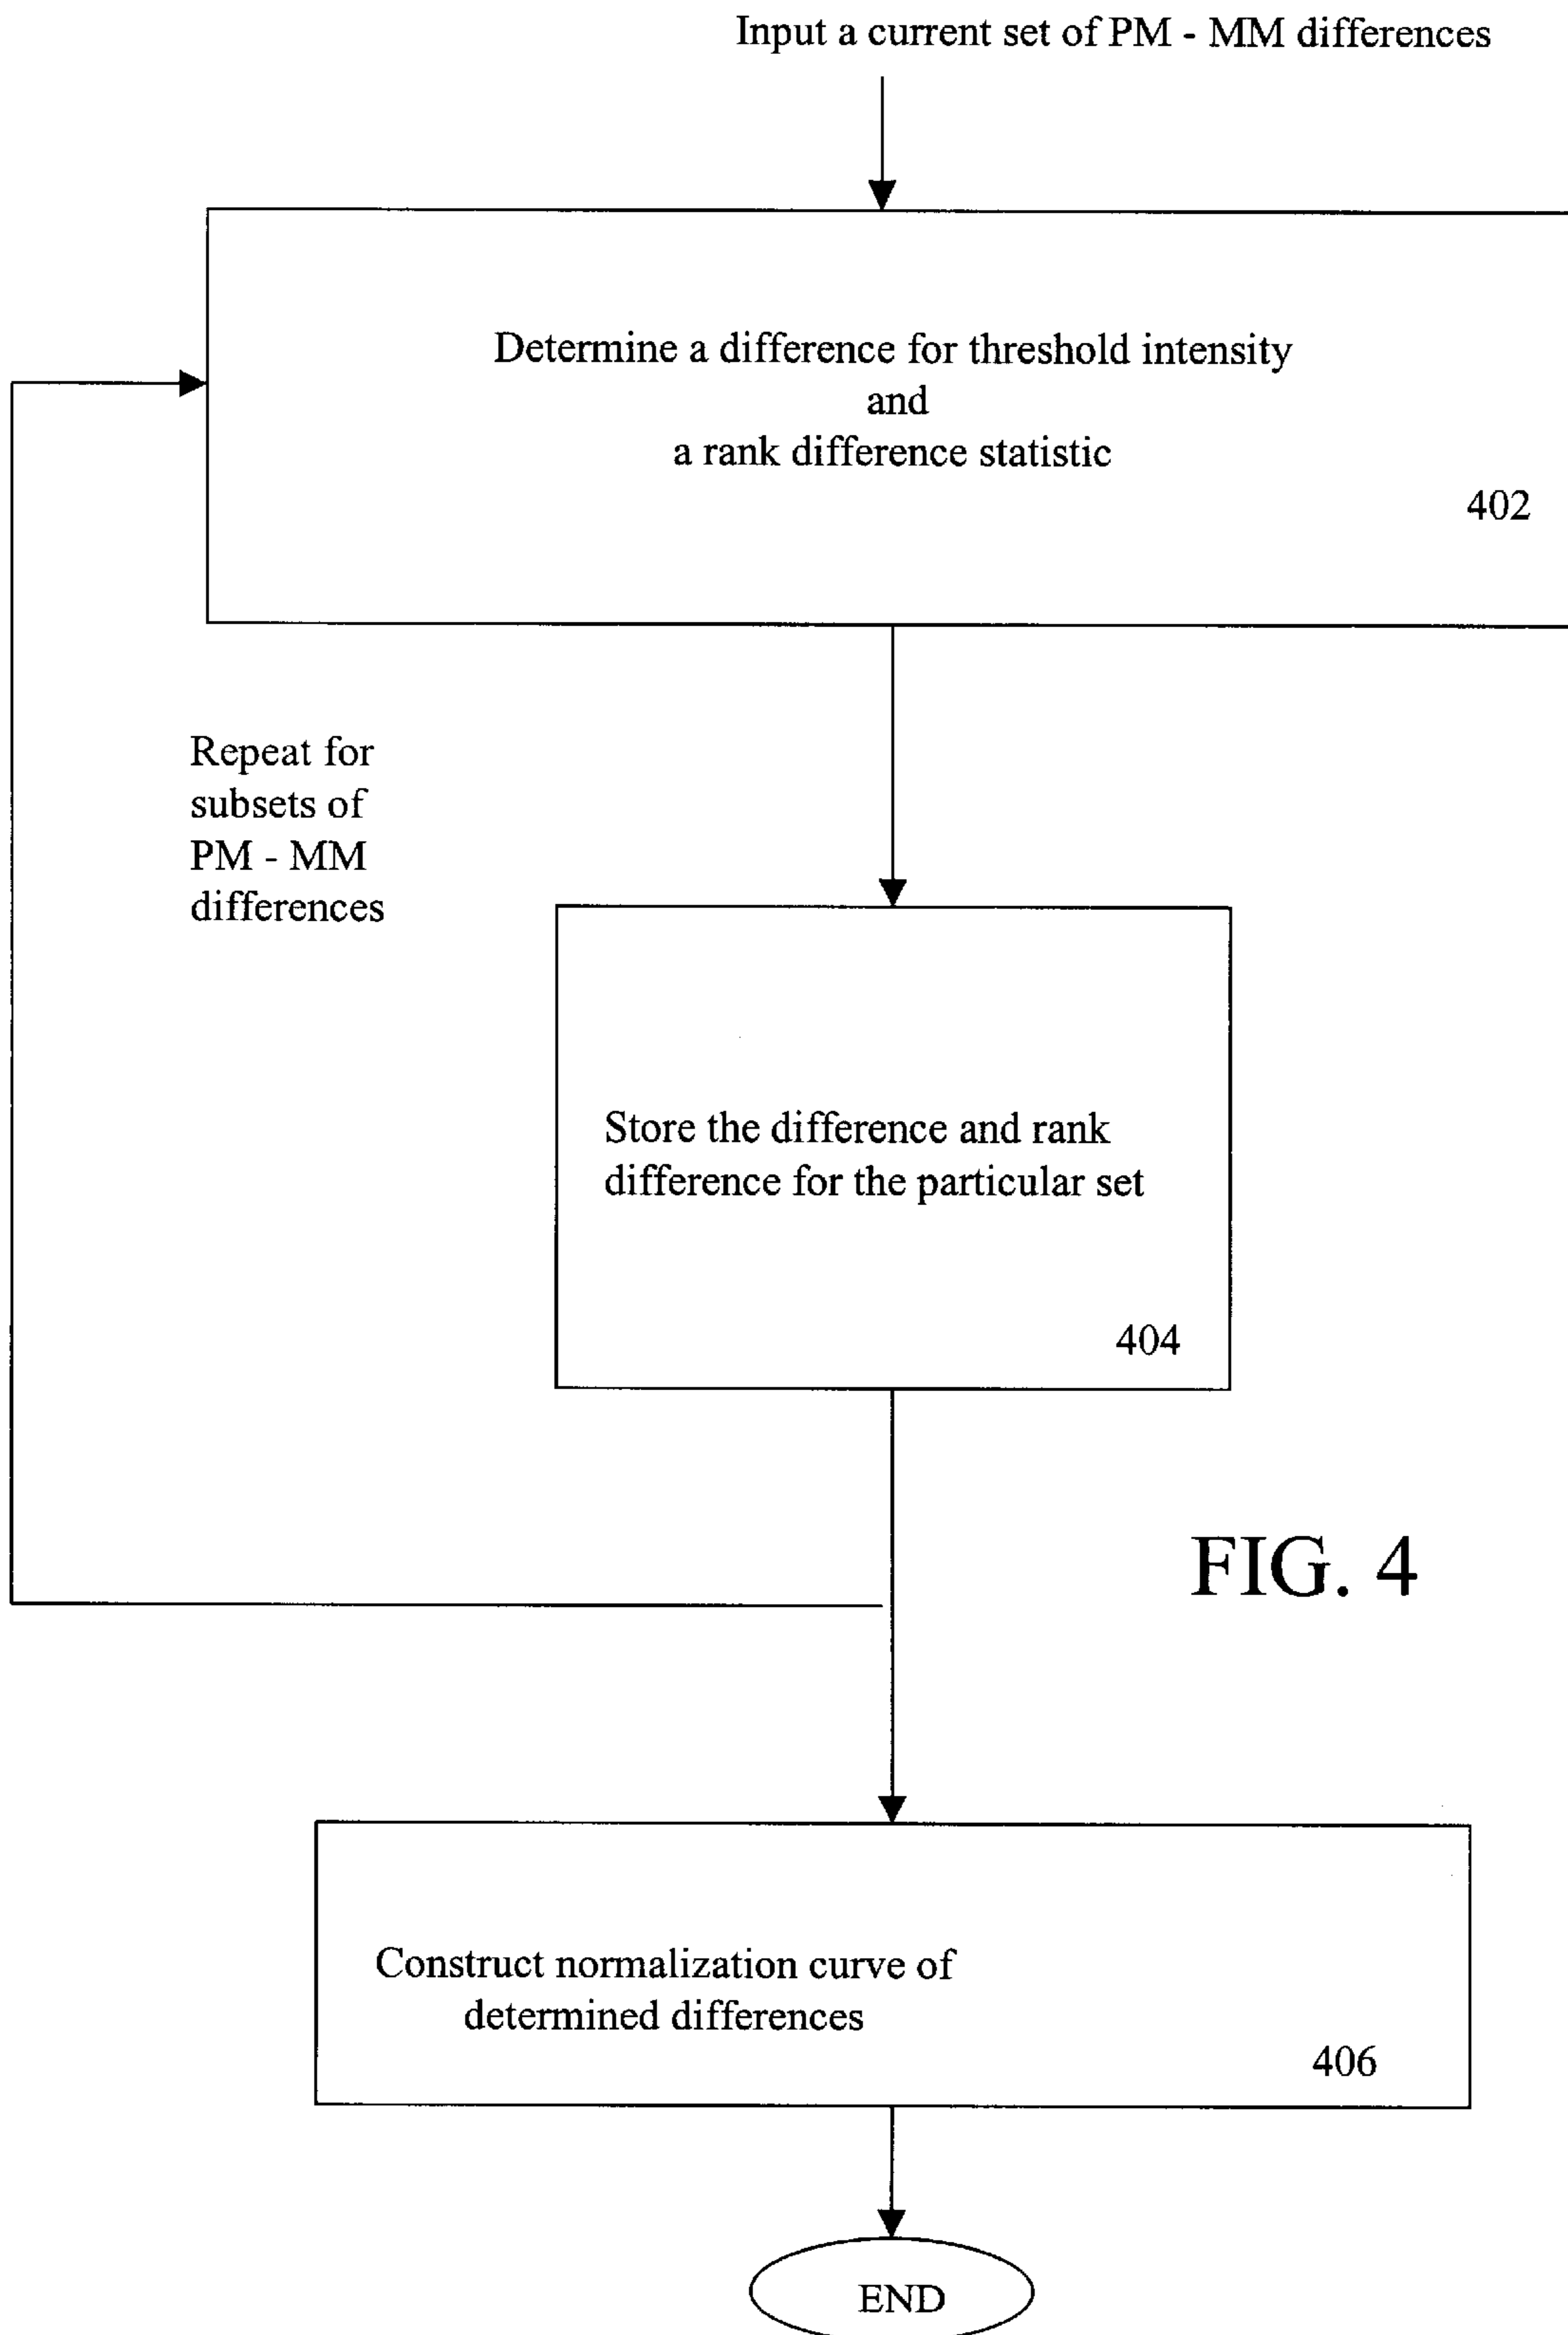 Input a current set of PM - MM differences
Determine a difference for threshold intensity
and
a rank difference statistic
402
Repeat for
subsets of
PM - MM
differences
Store the difference and rank
difference for the particular set
404
FIG. 4
Construct normalization curve of
determined differences
406
END